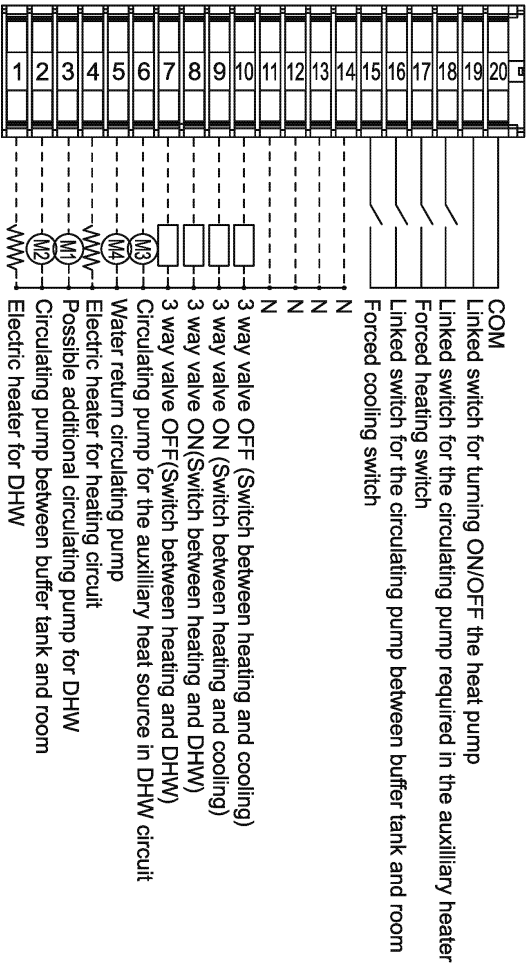 1 2 3 4 5 6 7 8 9 10 11 12 13 14 15 16 17 18 19 20
M2 M1 M4 M3
COM
Linked switch for turning ON/OFF the heat pump
Linked switch for the circulating pump required in the auxilliary heater
Forced heating switch
Linked switch for the circulating pump between buffer tank and room
Forced cooling switch
N
N
N
N
3 way valve OFF (Switch between heating and cooling)
3 way valve ON (Switch between heating and cooling)
3 way valve ON(Switch between heating and DHW)
3 way valve OFF(Switch between heating and DHW)
Circulating pump for the auxilliary heat source in DHW circuit
Water return circulating pump
Electric heater for heating circuit
Possible additional circulating pump for DHW
Circulating pump between buffer tank and room
Electric heater for DHW